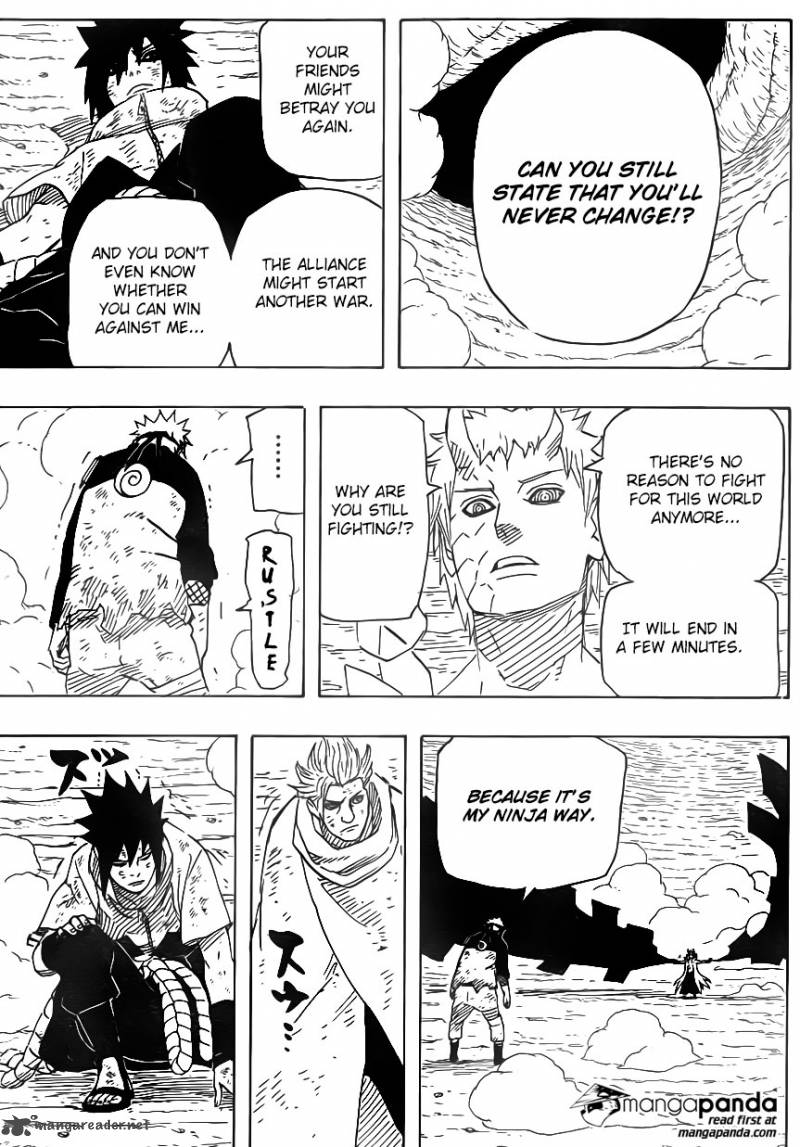 CAN YOU STILL
STATE THAT YOU'LL
NEVER CHANGE!?
YOUR
FRIENDS
MIGHT
BETRAY YOU
AGAIN.
THE ALLIANCE
MIGHT START
ANOTHER WAR.
AND YOU DON'T
EVEN KNOW
WHETHER
YOU CAN WIN
AGAINST ME...
THERE'S NO
REASON TO FIGHT
FOR THIS WORLD
ANYMORE...
IT WILL END IN
A FEW MINUTES.
WHY ARE
YOU STILL
FIGHTING!?
......
RUSTLE
BECAUSE IT'S
MY NINJA WAY.
スウ…
ズッ
mangapanda
read first at
mangapanda.com
mangareader.net